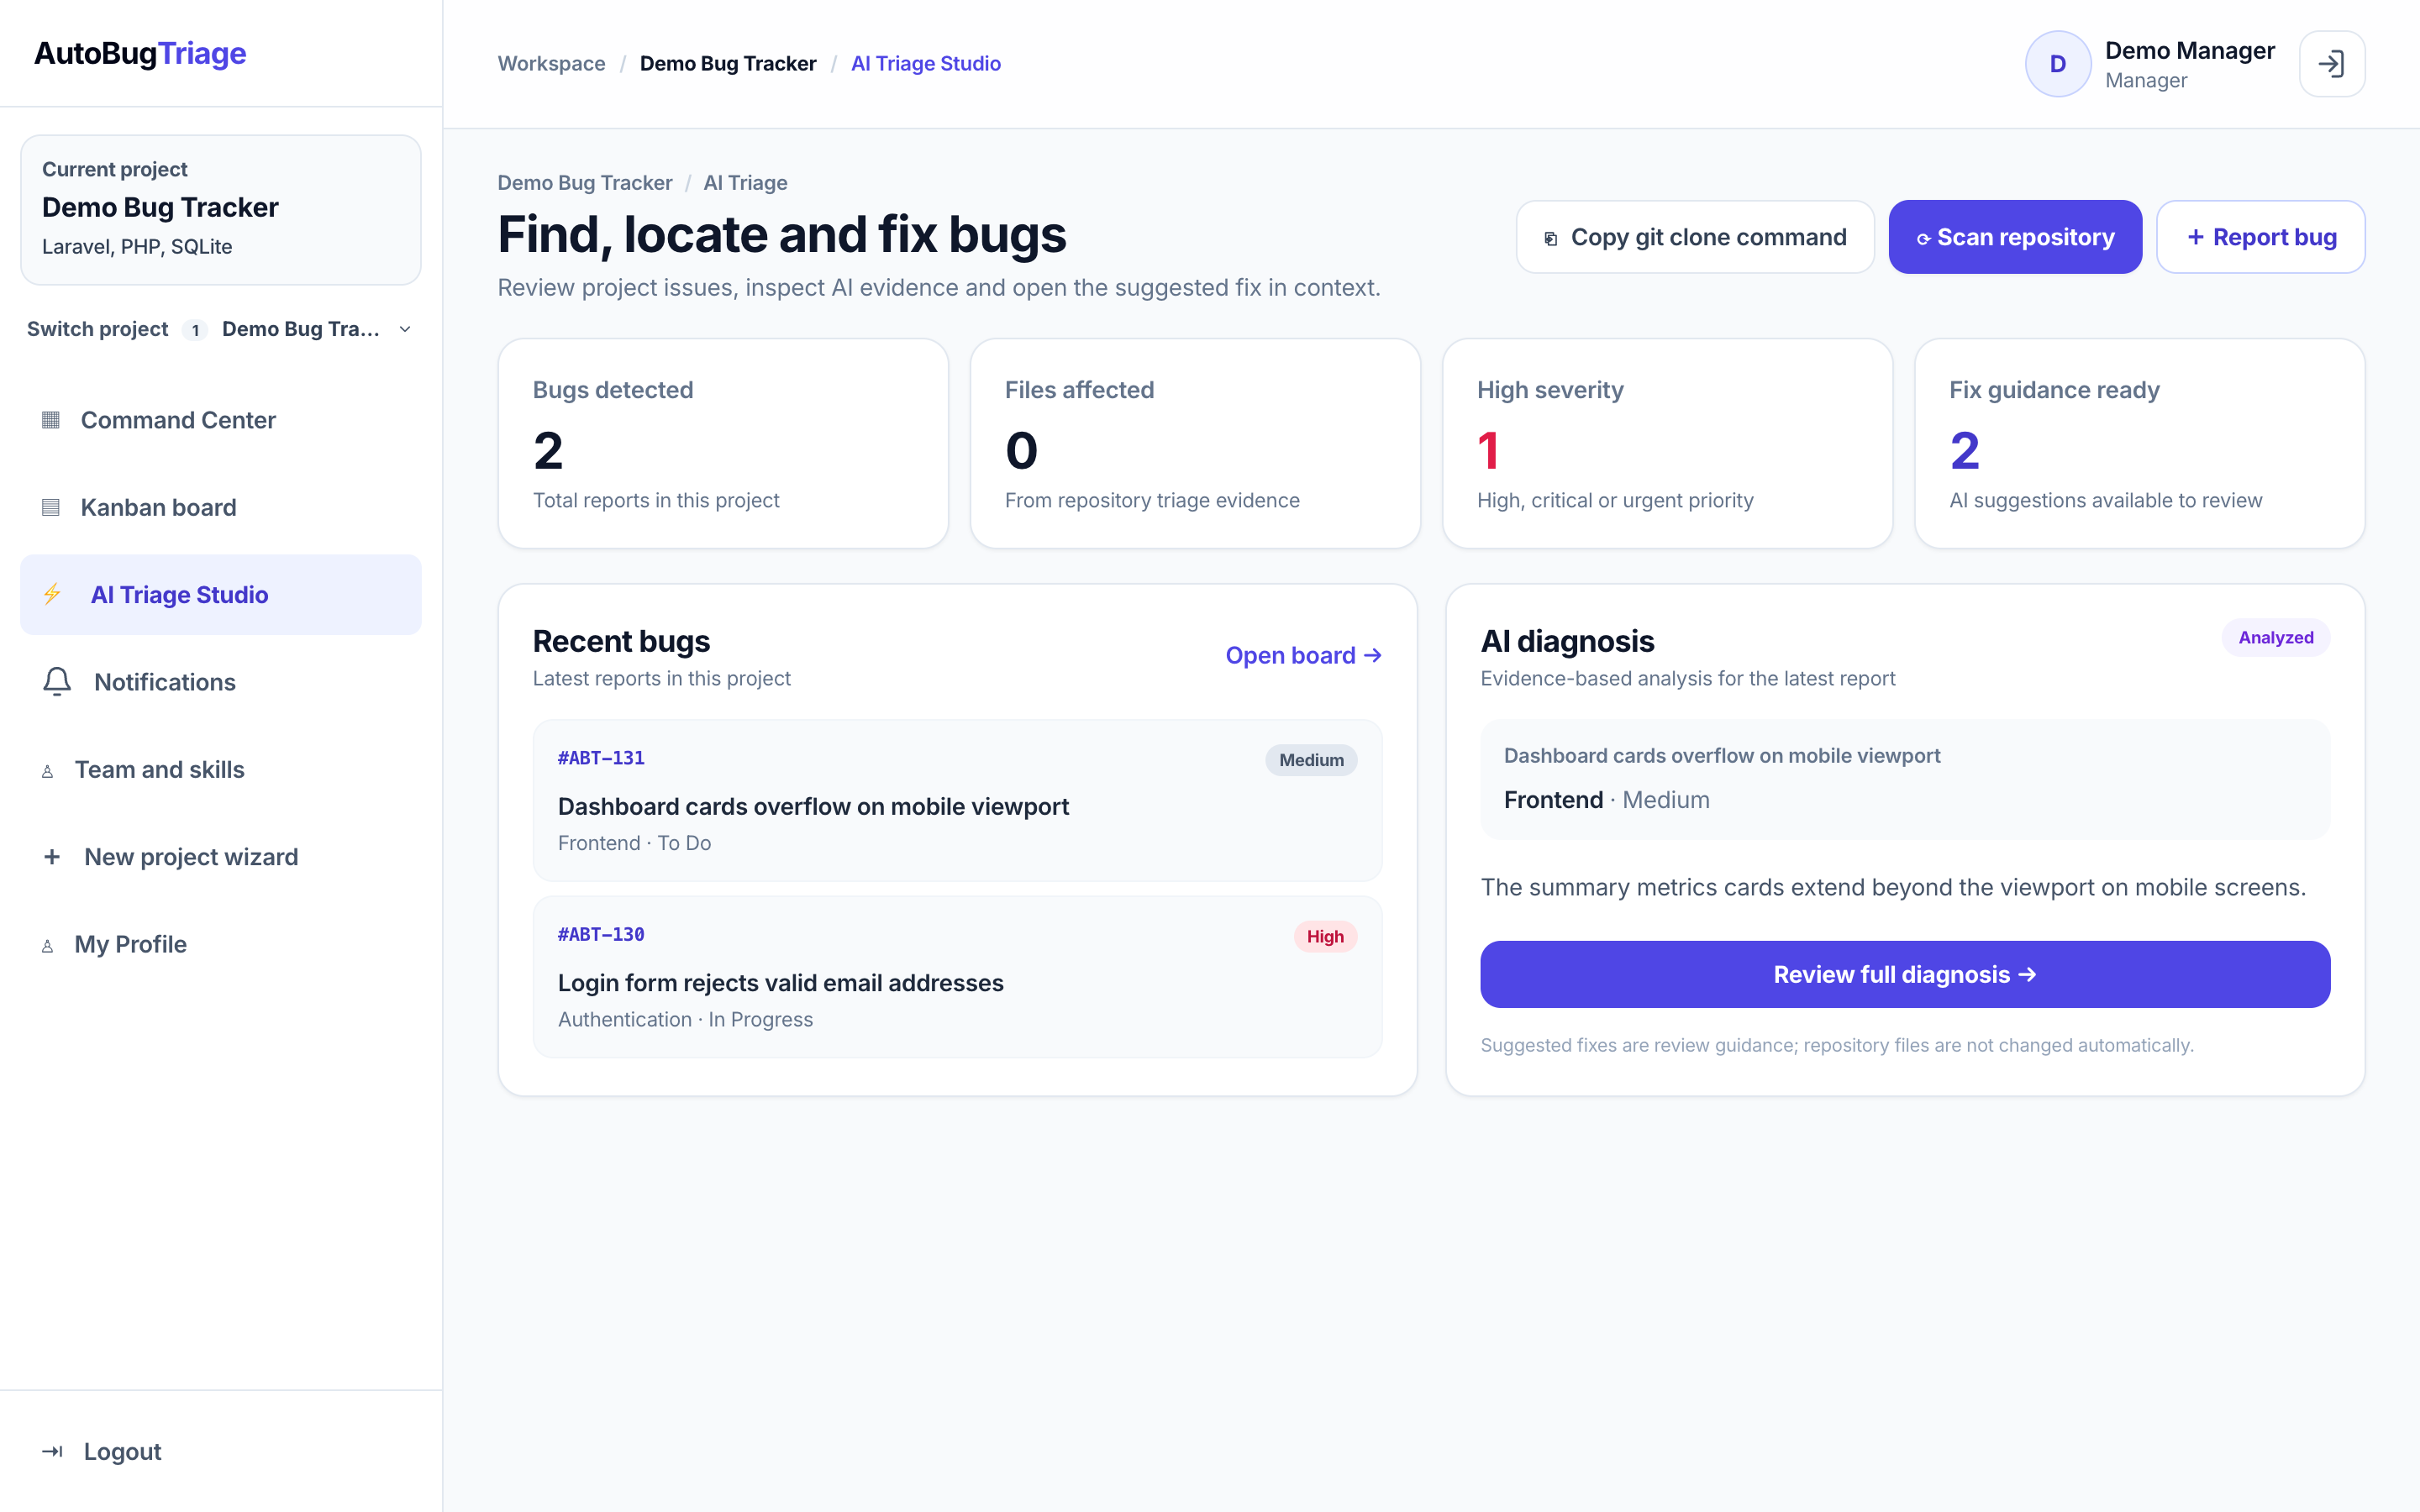 AutoBugTriage
Current project
Demo Bug Tracker
Laravel, PHP, SQLite
Switch project 1 Demo Bug Tra...
Command Center
Kanban board
AI Triage Studio
Notifications
Team and skills
+ New project wizard
My Profile
Logout
Workspace / Demo Bug Tracker / AI Triage Studio
D
Demo Manager
Manager
Demo Bug Tracker / AI Triage
Find, locate and fix bugs
Review project issues, inspect AI evidence and open the suggested fix in context.
Copy git clone command
Scan repository
+ Report bug
Bugs detected
2
Total reports in this project
Files affected
0
From repository triage evidence
High severity
1
High, critical or urgent priority
Fix guidance ready
2
AI suggestions available to review
Recent bugs
Latest reports in this project
Open board →
#ABT-131
Medium
Dashboard cards overflow on mobile viewport
Frontend · To Do
#ABT-130
High
Login form rejects valid email addresses
Authentication · In Progress
AI diagnosis
Analyzed
Evidence-based analysis for the latest report
Dashboard cards overflow on mobile viewport
Frontend · Medium
The summary metrics cards extend beyond the viewport on mobile screens.
Review full diagnosis →
Suggested fixes are review guidance; repository files are not changed automatically.